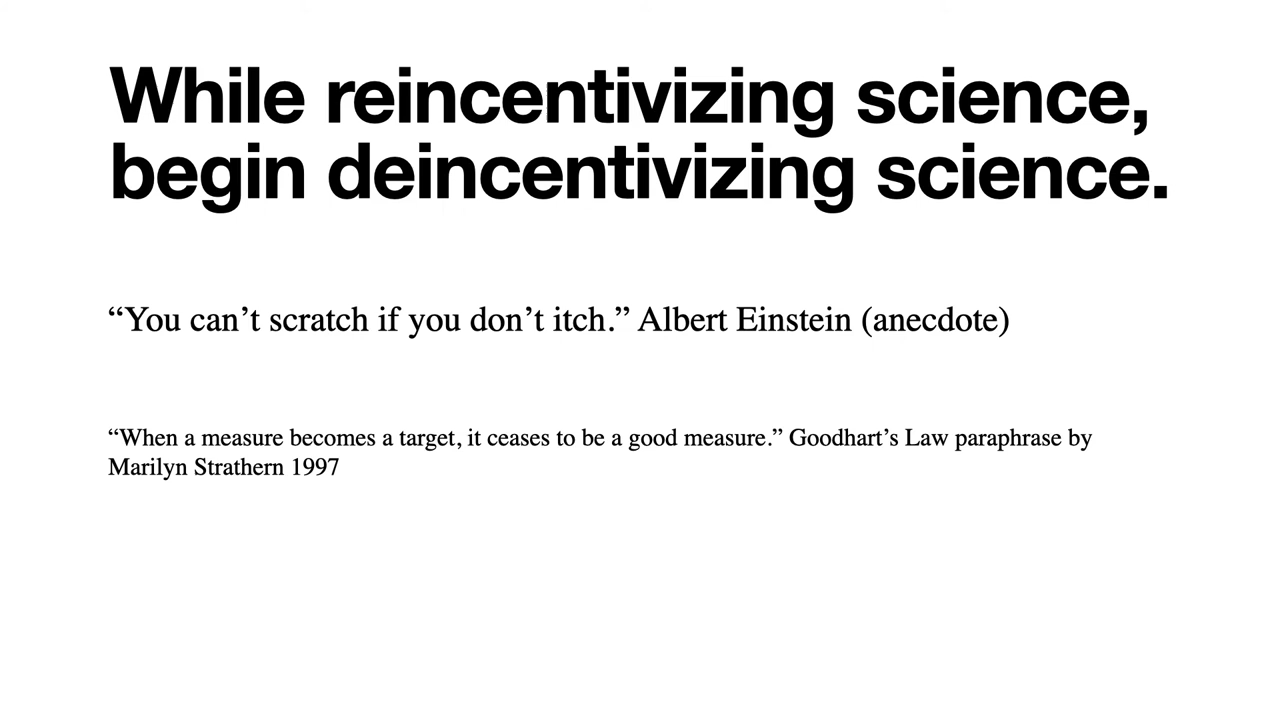 While reincentivizing science,
begin deincentivizing science.
“You can’t scratch if you don’t itch.” Albert Einstein (anecdote)
“When a measure becomes a target, it ceases to be a good measure.” Goodhart’s Law paraphrase by
Marilyn Strathern 1997